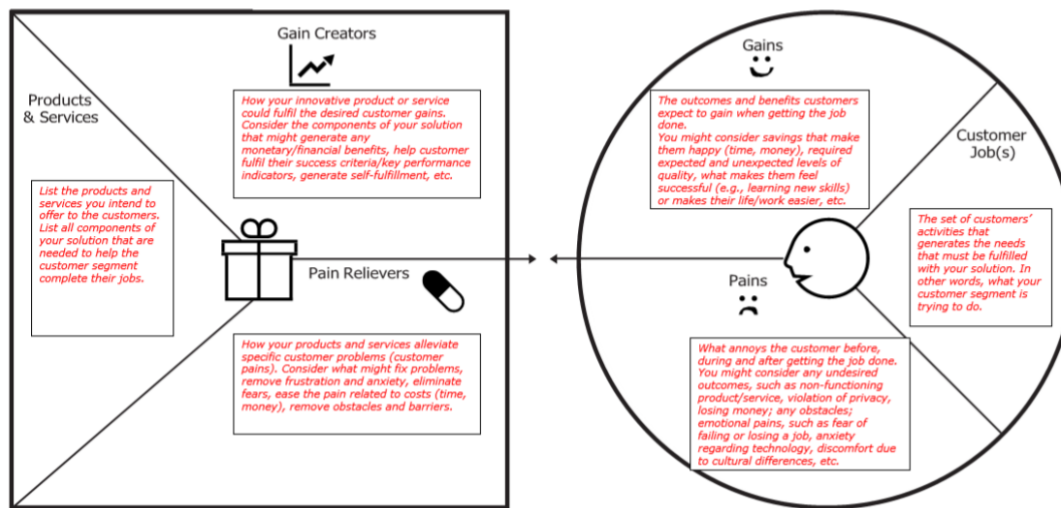 Gain Creators
How your innovative product or service
could fulfil the desired customer gains.
Consider the components of your solution
that might generate any
monetary/financial benefits, help customer
fulfil their success criteria/key performance
indicators, generate self-fulfillment, etc.
Products
& Services
List the products and
services you intend to
offer to the customers.
List all components of
your solution that are
needed to help the
customer segment
complete their jobs.
Pain Relievers
How your products and services alleviate
specific customer problems (customer
pains). Consider what might fix problems,
remove frustration and anxiety, eliminate
fears, ease the pain related to costs (time,
money), remove obstacles and barriers.
Gains
The outcomes and benefits customers
expect to gain when getting the job
done.
You might consider savings that make
them happy (time, money), required
expected and unexpected levels of
quality, what makes them feel
successful (e.g., learning new skills)
or makes their life/work easier, etc.
Customer
Job(s)
The set of customers'
activities that
generates the needs
that must be fulfilled
with your solution. In
other words, what your
customer segment is
trying to do.
Pains
What annoys the customer before,
during and after getting the job done.
You might consider any undesired
outcomes, such as non-functioning
product/service, violation of privacy,
losing money; any obstacles;
emotional pains, such as fear of
failing or losing a job, anxiety
regarding technology, discomfort due
to cultural differences, etc.